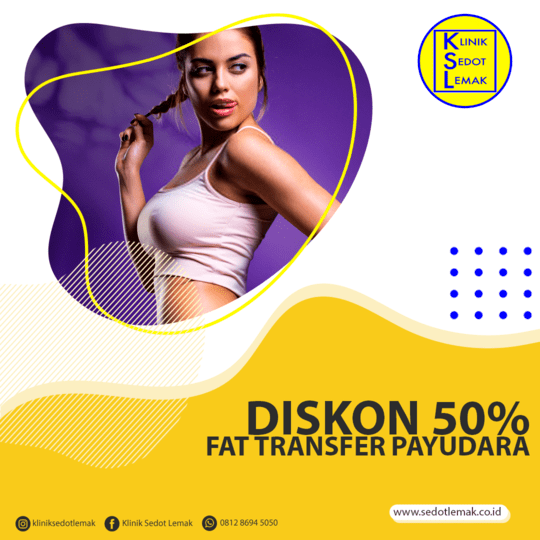 KLINIK
SEDOT
LEMAK
DISKON 50%
FAT TRANSFER PAYUDARA
www.sedotlemak.co.id
kliniksedotlemak
Klinik Sedot Lemak
0812 8694 5050